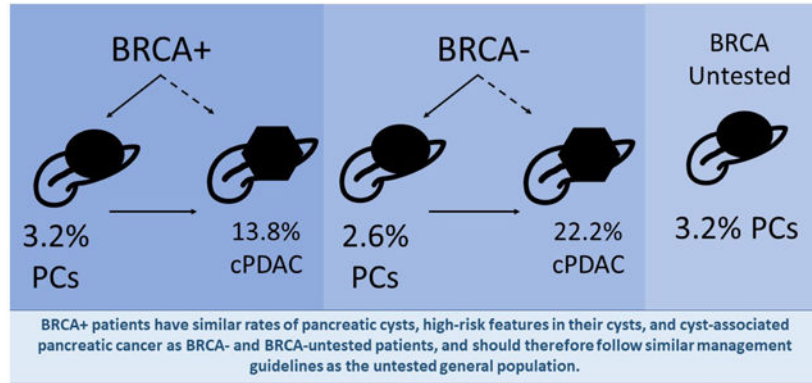 BRCA+
3.2%
PCs
13.8%
cPDAC
BRCA-
2.6%
PCs
22.2%
cPDAC
BRCA
Untested
3.2% PCs
BRCA+ patients have similar rates of pancreatic cysts, high-risk features in their cysts, and cyst-associated
pancreatic cancer as BRCA- and BRCA-untested patients, and should therefore follow similar management
guidelines as the untested general population.